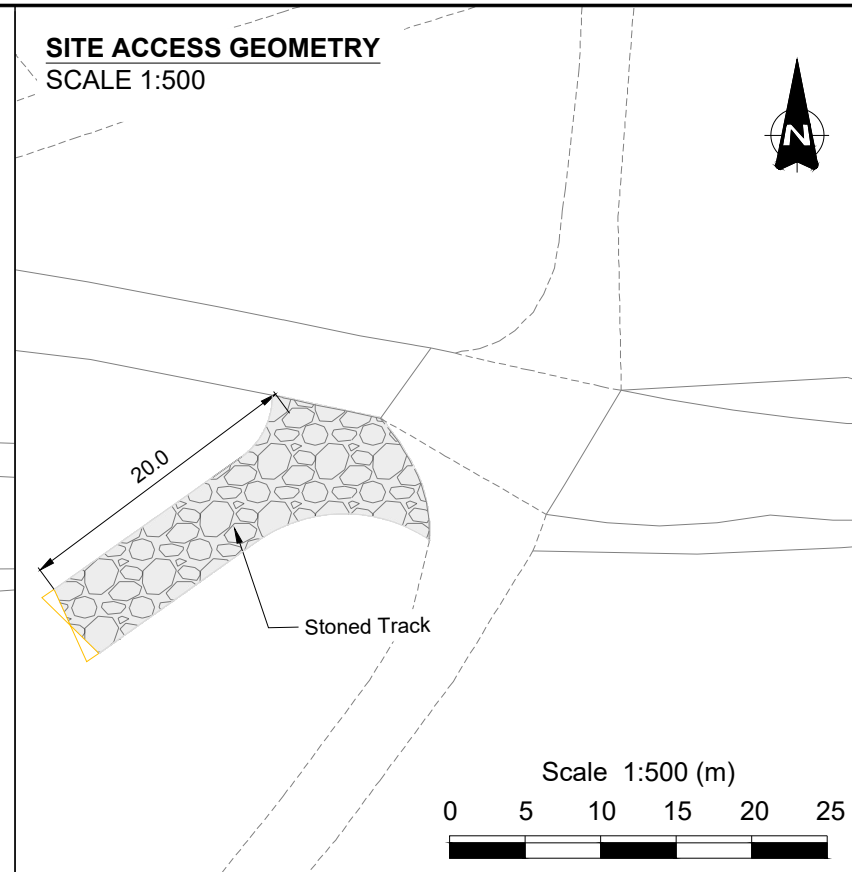 SITE ACCESS GEOMETRY
SCALE 1:500
N
20.0
Stoned Track
Scale 1:500 (m)
0 5 10 15 20 25